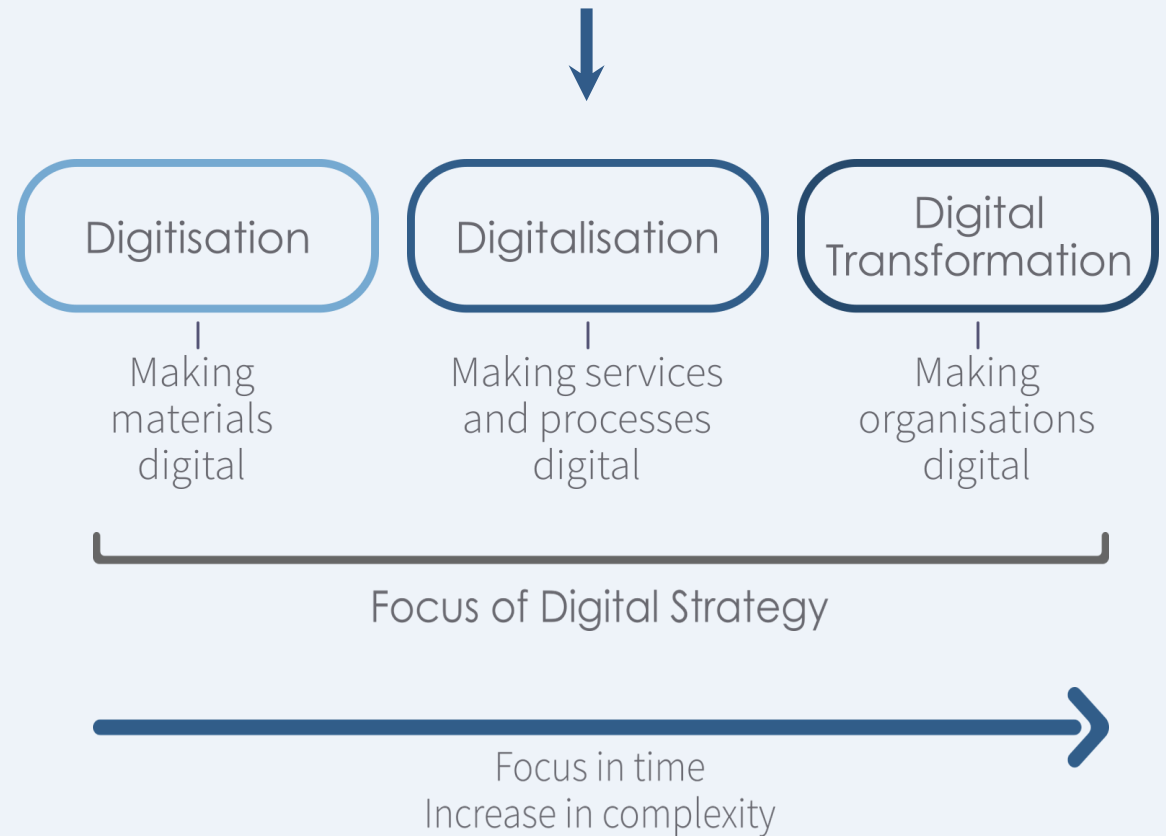 Digitisation
Digitalisation
Digital
Transformation
Making
materials
digital
Making services
and processes
digital
Making
organisations
digital
Focus of Digital Strategy
Focus in time
Increase in complexity